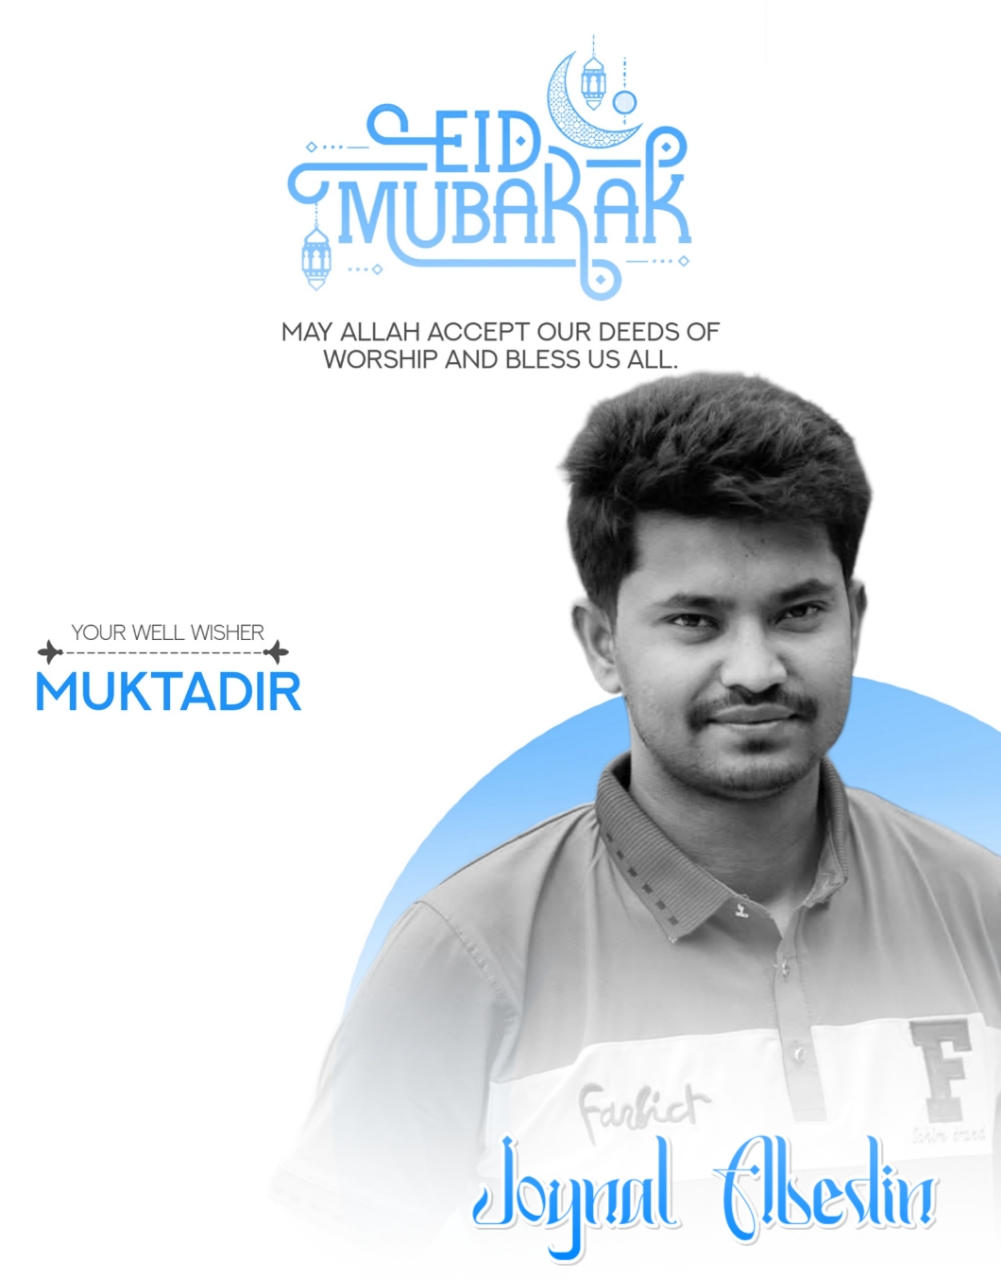 EID
MUBARAK
MAY ALLAH ACCEPT OUR DEEDS OF
WORSHIP AND BLESS US ALL.
YOUR WELL WISHER
MUKTADIR
F
Joynal Abedin